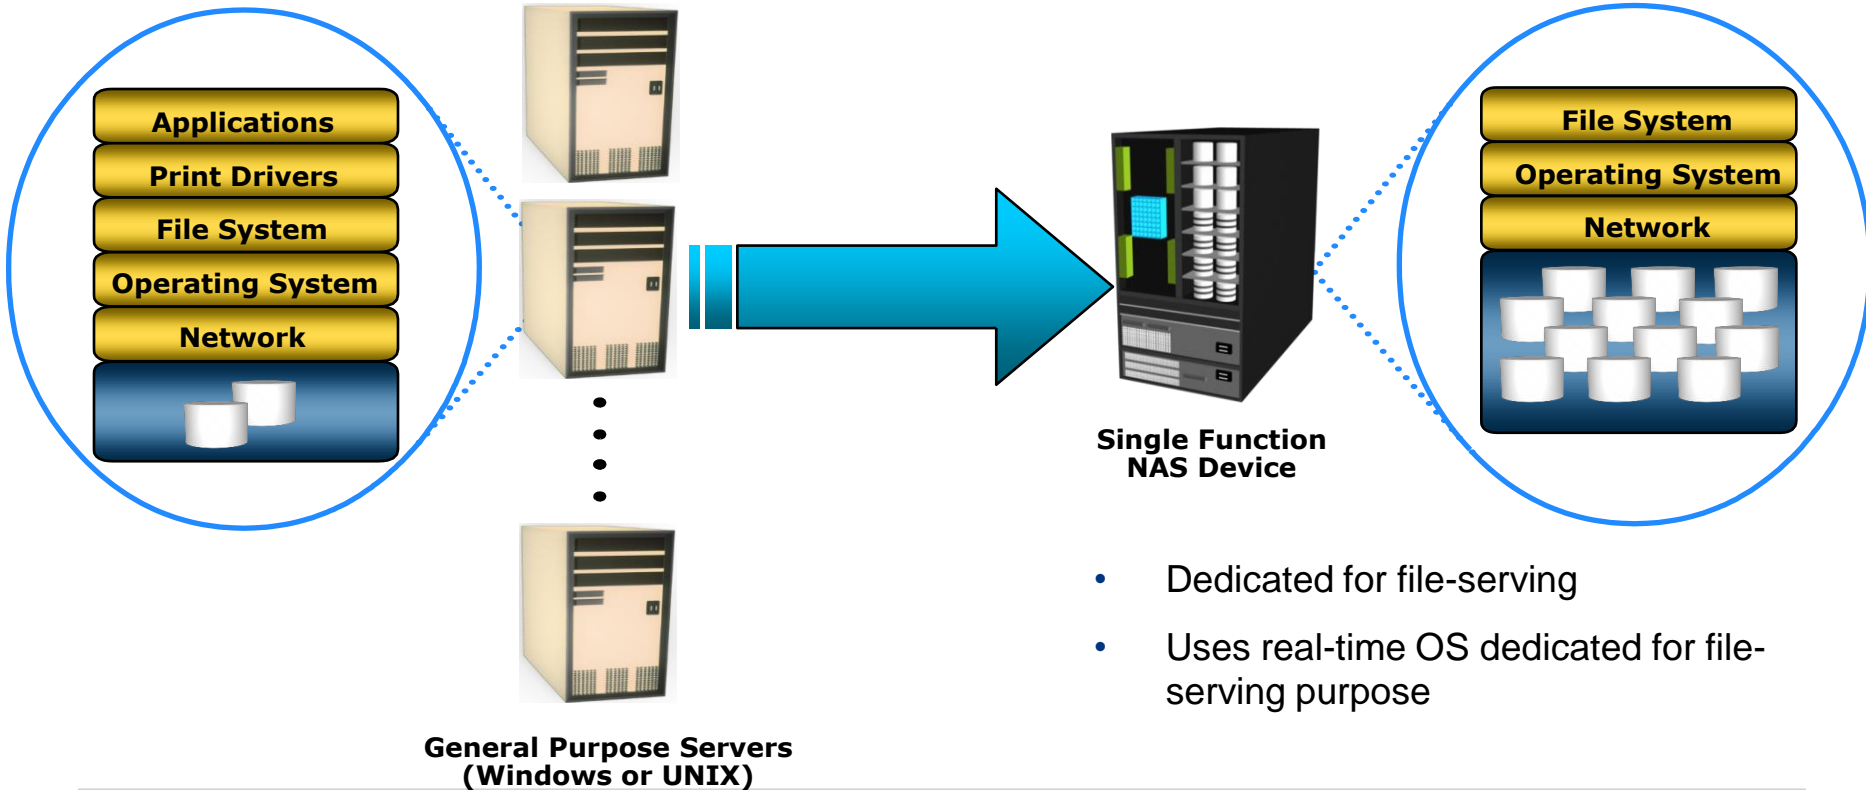 Applications
Print Drivers
File System
Operating System
Network
General Purpose Servers
(Windows or UNIX)
Single Function
NAS Device
File System
Operating System
Network
• Dedicated for file-serving
• Uses real-time OS dedicated for file-
serving purpose